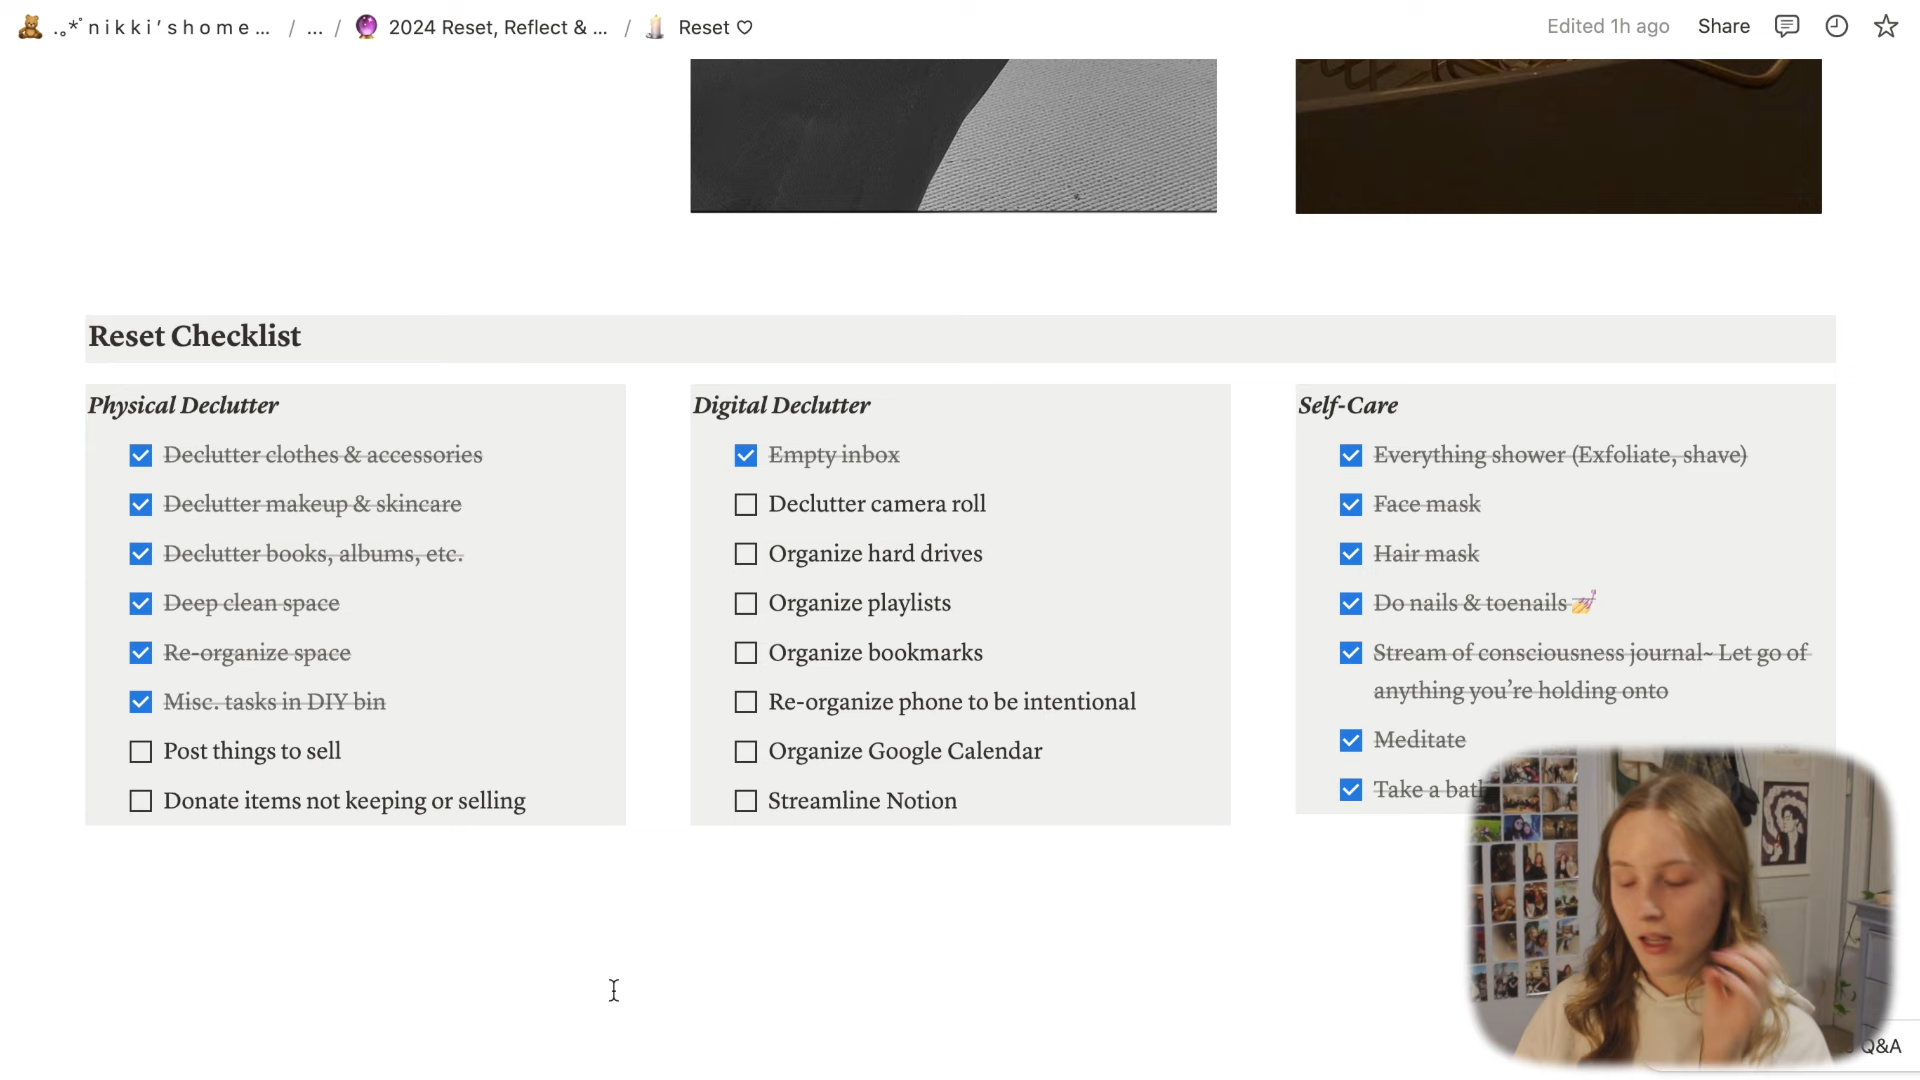 .｡*ﾟn i k k i ’ s h o m e ... / ... / 2024 Reset, Reflect & ... / Reset ♡
Edited 1h ago Share
Reset Checklist
Physical Declutter
Declutter clothes & accessories
Declutter makeup & skincare
Declutter books, albums, etc.
Deep clean space
Re-organize space
Misc. tasks in DIY bin
Post things to sell
Donate items not keeping or selling
Digital Declutter
Empty inbox
Declutter camera roll
Organize hard drives
Organize playlists
Organize bookmarks
Re-organize phone to be intentional
Organize Google Calendar
Streamline Notion
Self-Care
Everything shower (Exfoliate, shave)
Face mask
Hair mask
Do nails & toenails 💅
Stream of consciousness journal~ Let go of
anything you’re holding onto
Meditate
Take a bath
Q&A